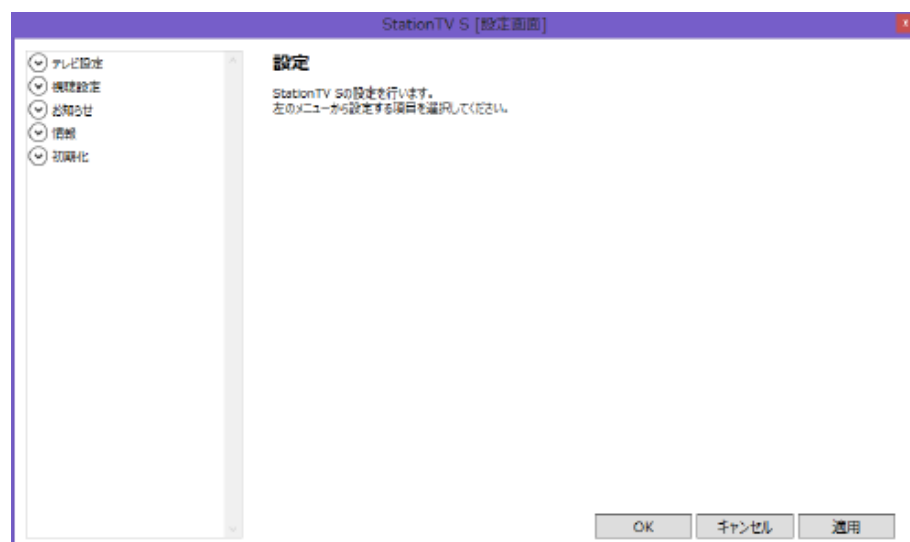 StationTV S [設定画面]
テレビ設定
視聴設定
お知らせ
情報
初期化
設定
StationTV Sの設定を行います。
左のメニューから設定する項目を選択してください。
OK
キャンセル
適用